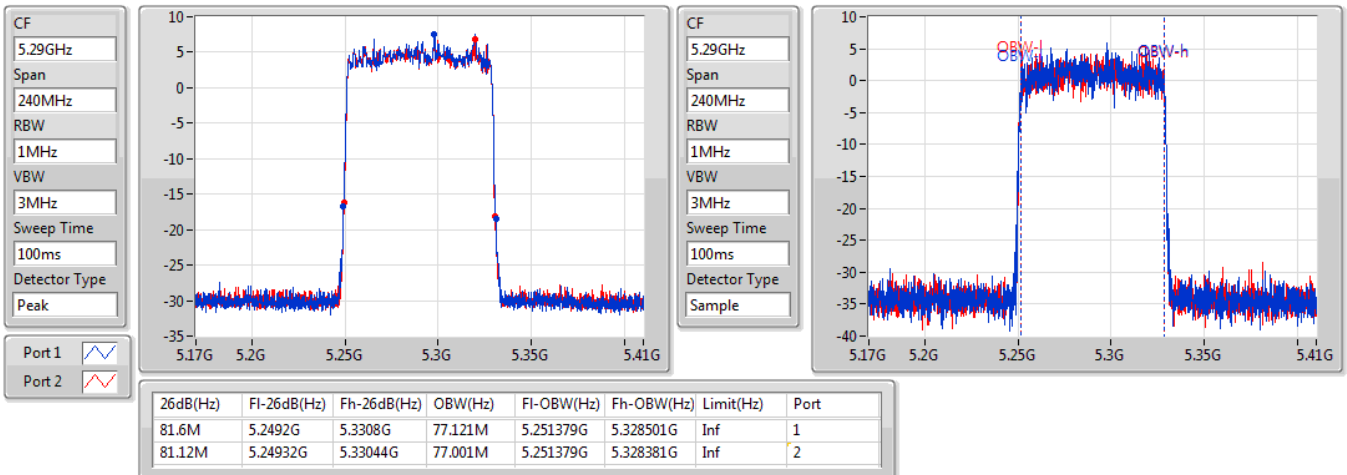 CF
5.29GHz
Span
240MHz
RBW
1MHz
VBW
3MHz
Sweep Time
100ms
Detector Type
Peak
Port 1
Port 2
10
5
0
-5
-10
-15
-20
-25
-30
-35
5.17G 5.2G 5.25G 5.3G 5.35G 5.41G
CF
5.29GHz
Span
240MHz
RBW
1MHz
VBW
3MHz
Sweep Time
100ms
Detector Type
Sample
10
5
0
-5
-10
-15
-20
-25
-30
-35
-40
OBW-l
OBW-h
5.17G 5.2G 5.25G 5.3G 5.35G 5.41G
26dB(Hz) Fl-26dB(Hz) Fh-26dB(Hz) OBW(Hz) Fl-OBW(Hz) Fh-OBW(Hz) Limit(Hz) Port
81.6M 5.2492G 5.3308G 77.121M 5.251379G 5.328501G Inf 1
81.12M 5.24932G 5.33044G 77.001M 5.251379G 5.328381G Inf 2